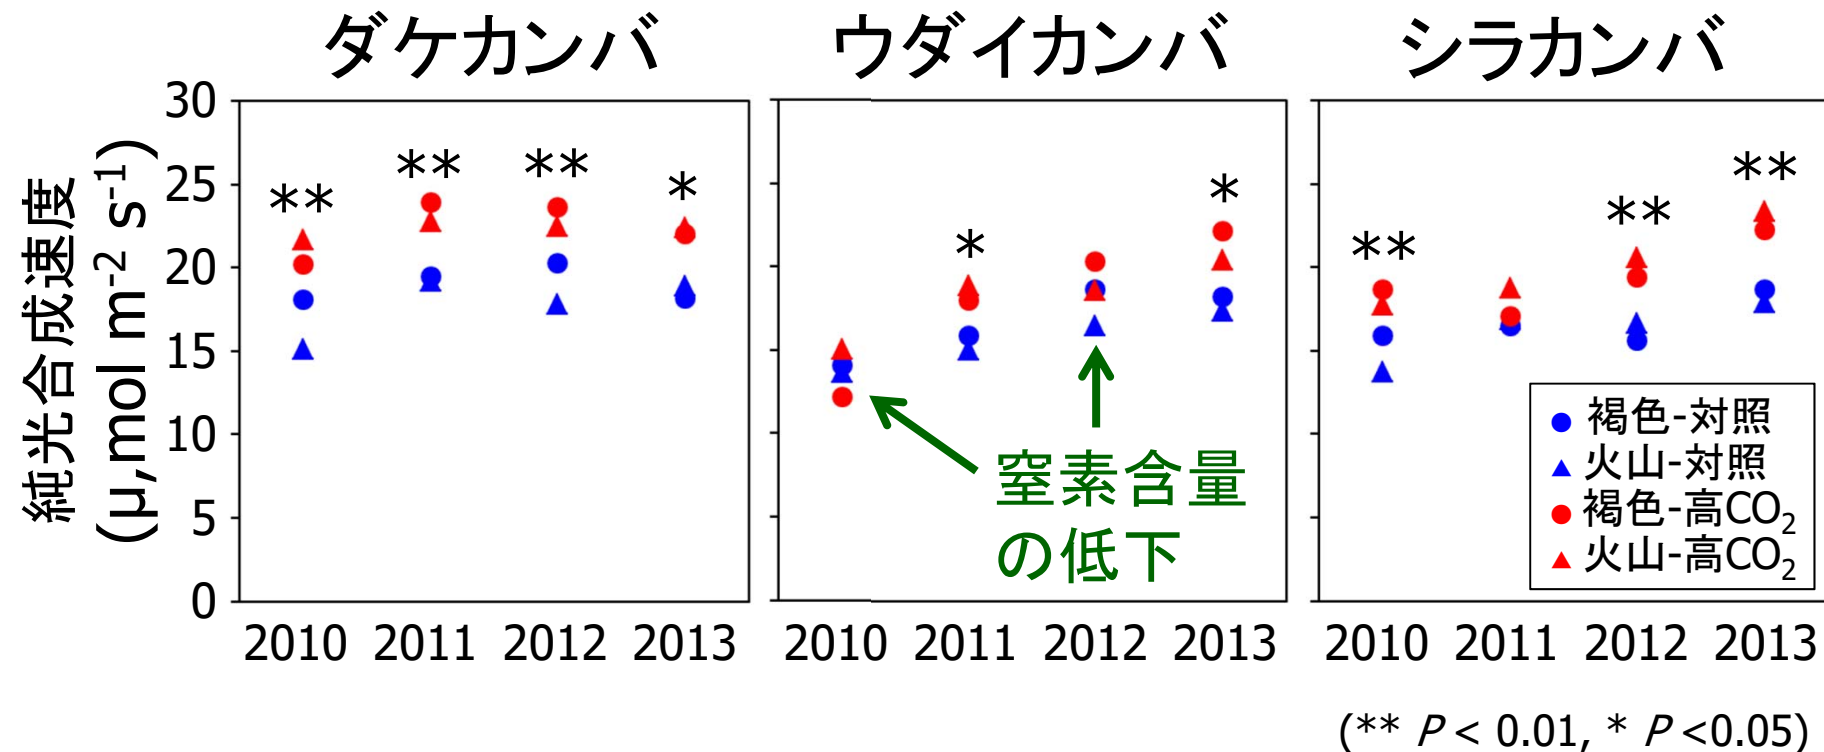 ダケカンバ
ウダイカンバ
シラカンバ
純光合成速度
(μ,mol m-2 s-1)
30
25
20
15
10
5
0
** ** ** *
* *
** ** **
窒素含量
の低下
褐色-対照
火山-対照
褐色-高CO2
火山-高CO2
2010 2011 2012 2013
2010 2011 2012 2013
2010 2011 2012 2013
(** P < 0.01, * P <0.05)